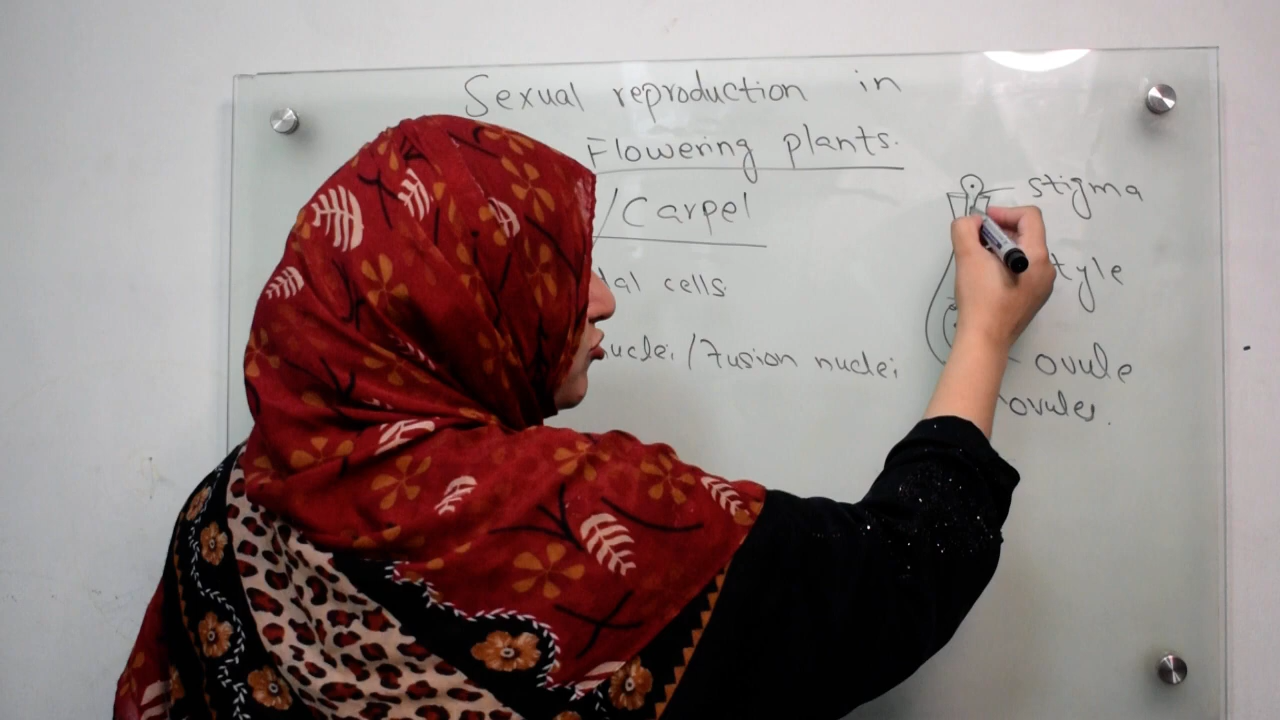 Sexual reproduction in
Flowering plants.
/Carpel
stigma
dal cells.
tyle
nuclei /Fusion nuclei
ovule
ovules.